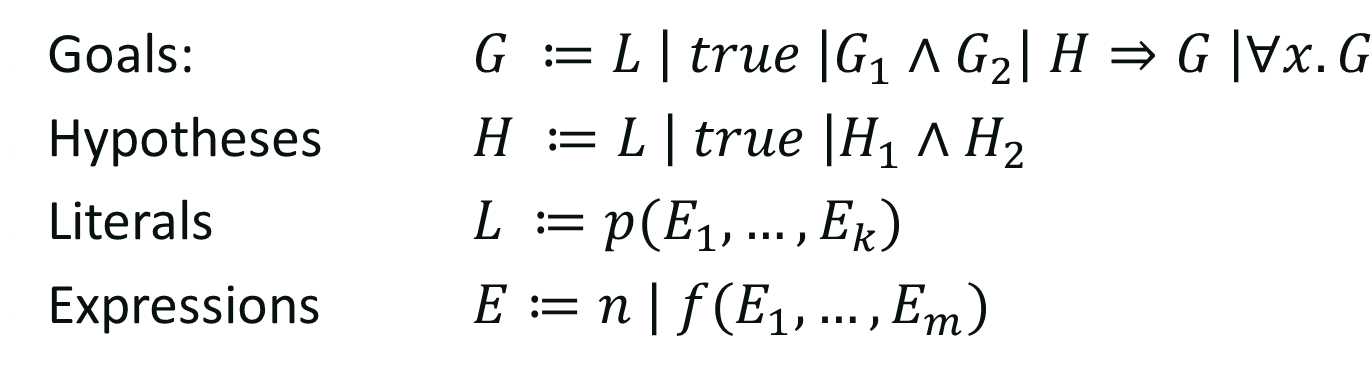 Goals: G ≔ L | true |G₁ ∧ G₂| H ⇒ G |∀x. G
Hypotheses H ≔ L | true |H₁ ∧ H₂
Literals L ≔ p(E₁, … , Eₖ)
Expressions E ≔ n | f(E₁, … , Eₘ)